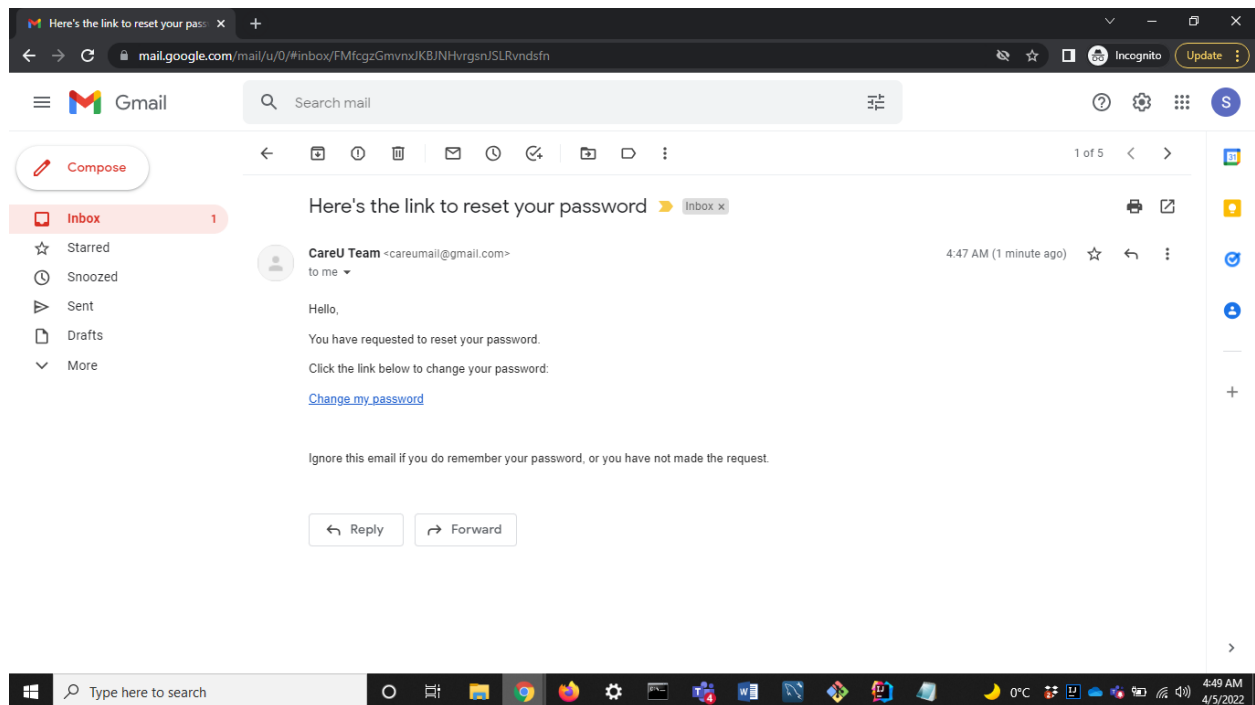 Here's the link to reset your pass
mail.google.com/mail/u/0/#inbox/FMfcgzGmvnxJKBJNHvrgsnJSLRvndsfn
Incognito
Update
Gmail
Search mail
S
Compose
1 of 5
31
Inbox 1
Starred
Snoozed
Sent
Drafts
More
Here's the link to reset your password Inbox x
CareU Team <careumail@gmail.com> 4:47 AM (1 minute ago)
to me
Hello,
You have requested to reset your password.
Click the link below to change your password:
Change my password
Ignore this email if you do remember your password, or you have not made the request.
Reply Forward
Type here to search
4
0°C
4:49 AM
4/5/2022